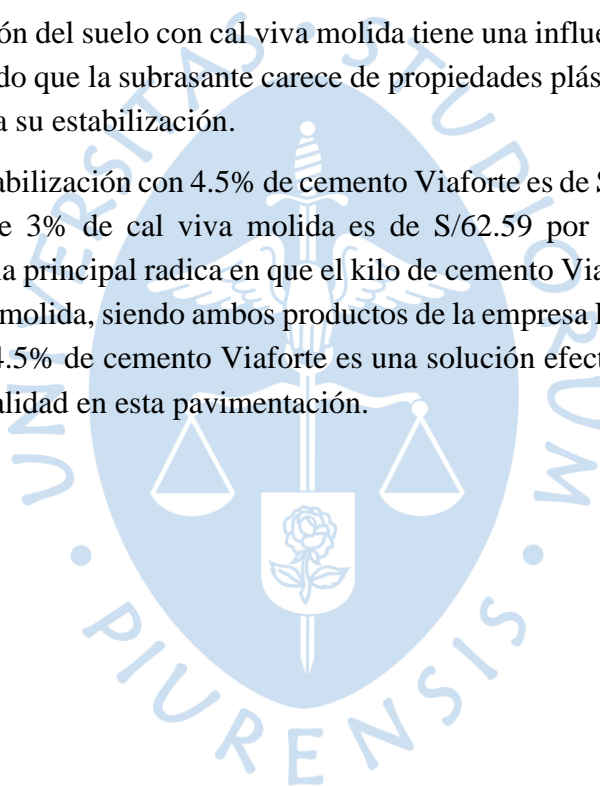 ón del suelo con cal viva molida tiene una influe
do que la subrasante carece de propiedades plás
a su estabilización.
abilización con 4.5% de cemento Viaforte es de S
e 3% de cal viva molida es de S/62.59 por
la principal radica en que el kilo de cemento Via
molida, siendo ambos productos de la empresa
4.5% de cemento Viaforte es una solución efect
alidad en esta pavimentación.
UNIVERSITAS • STUDIORUM • PIURENSIS